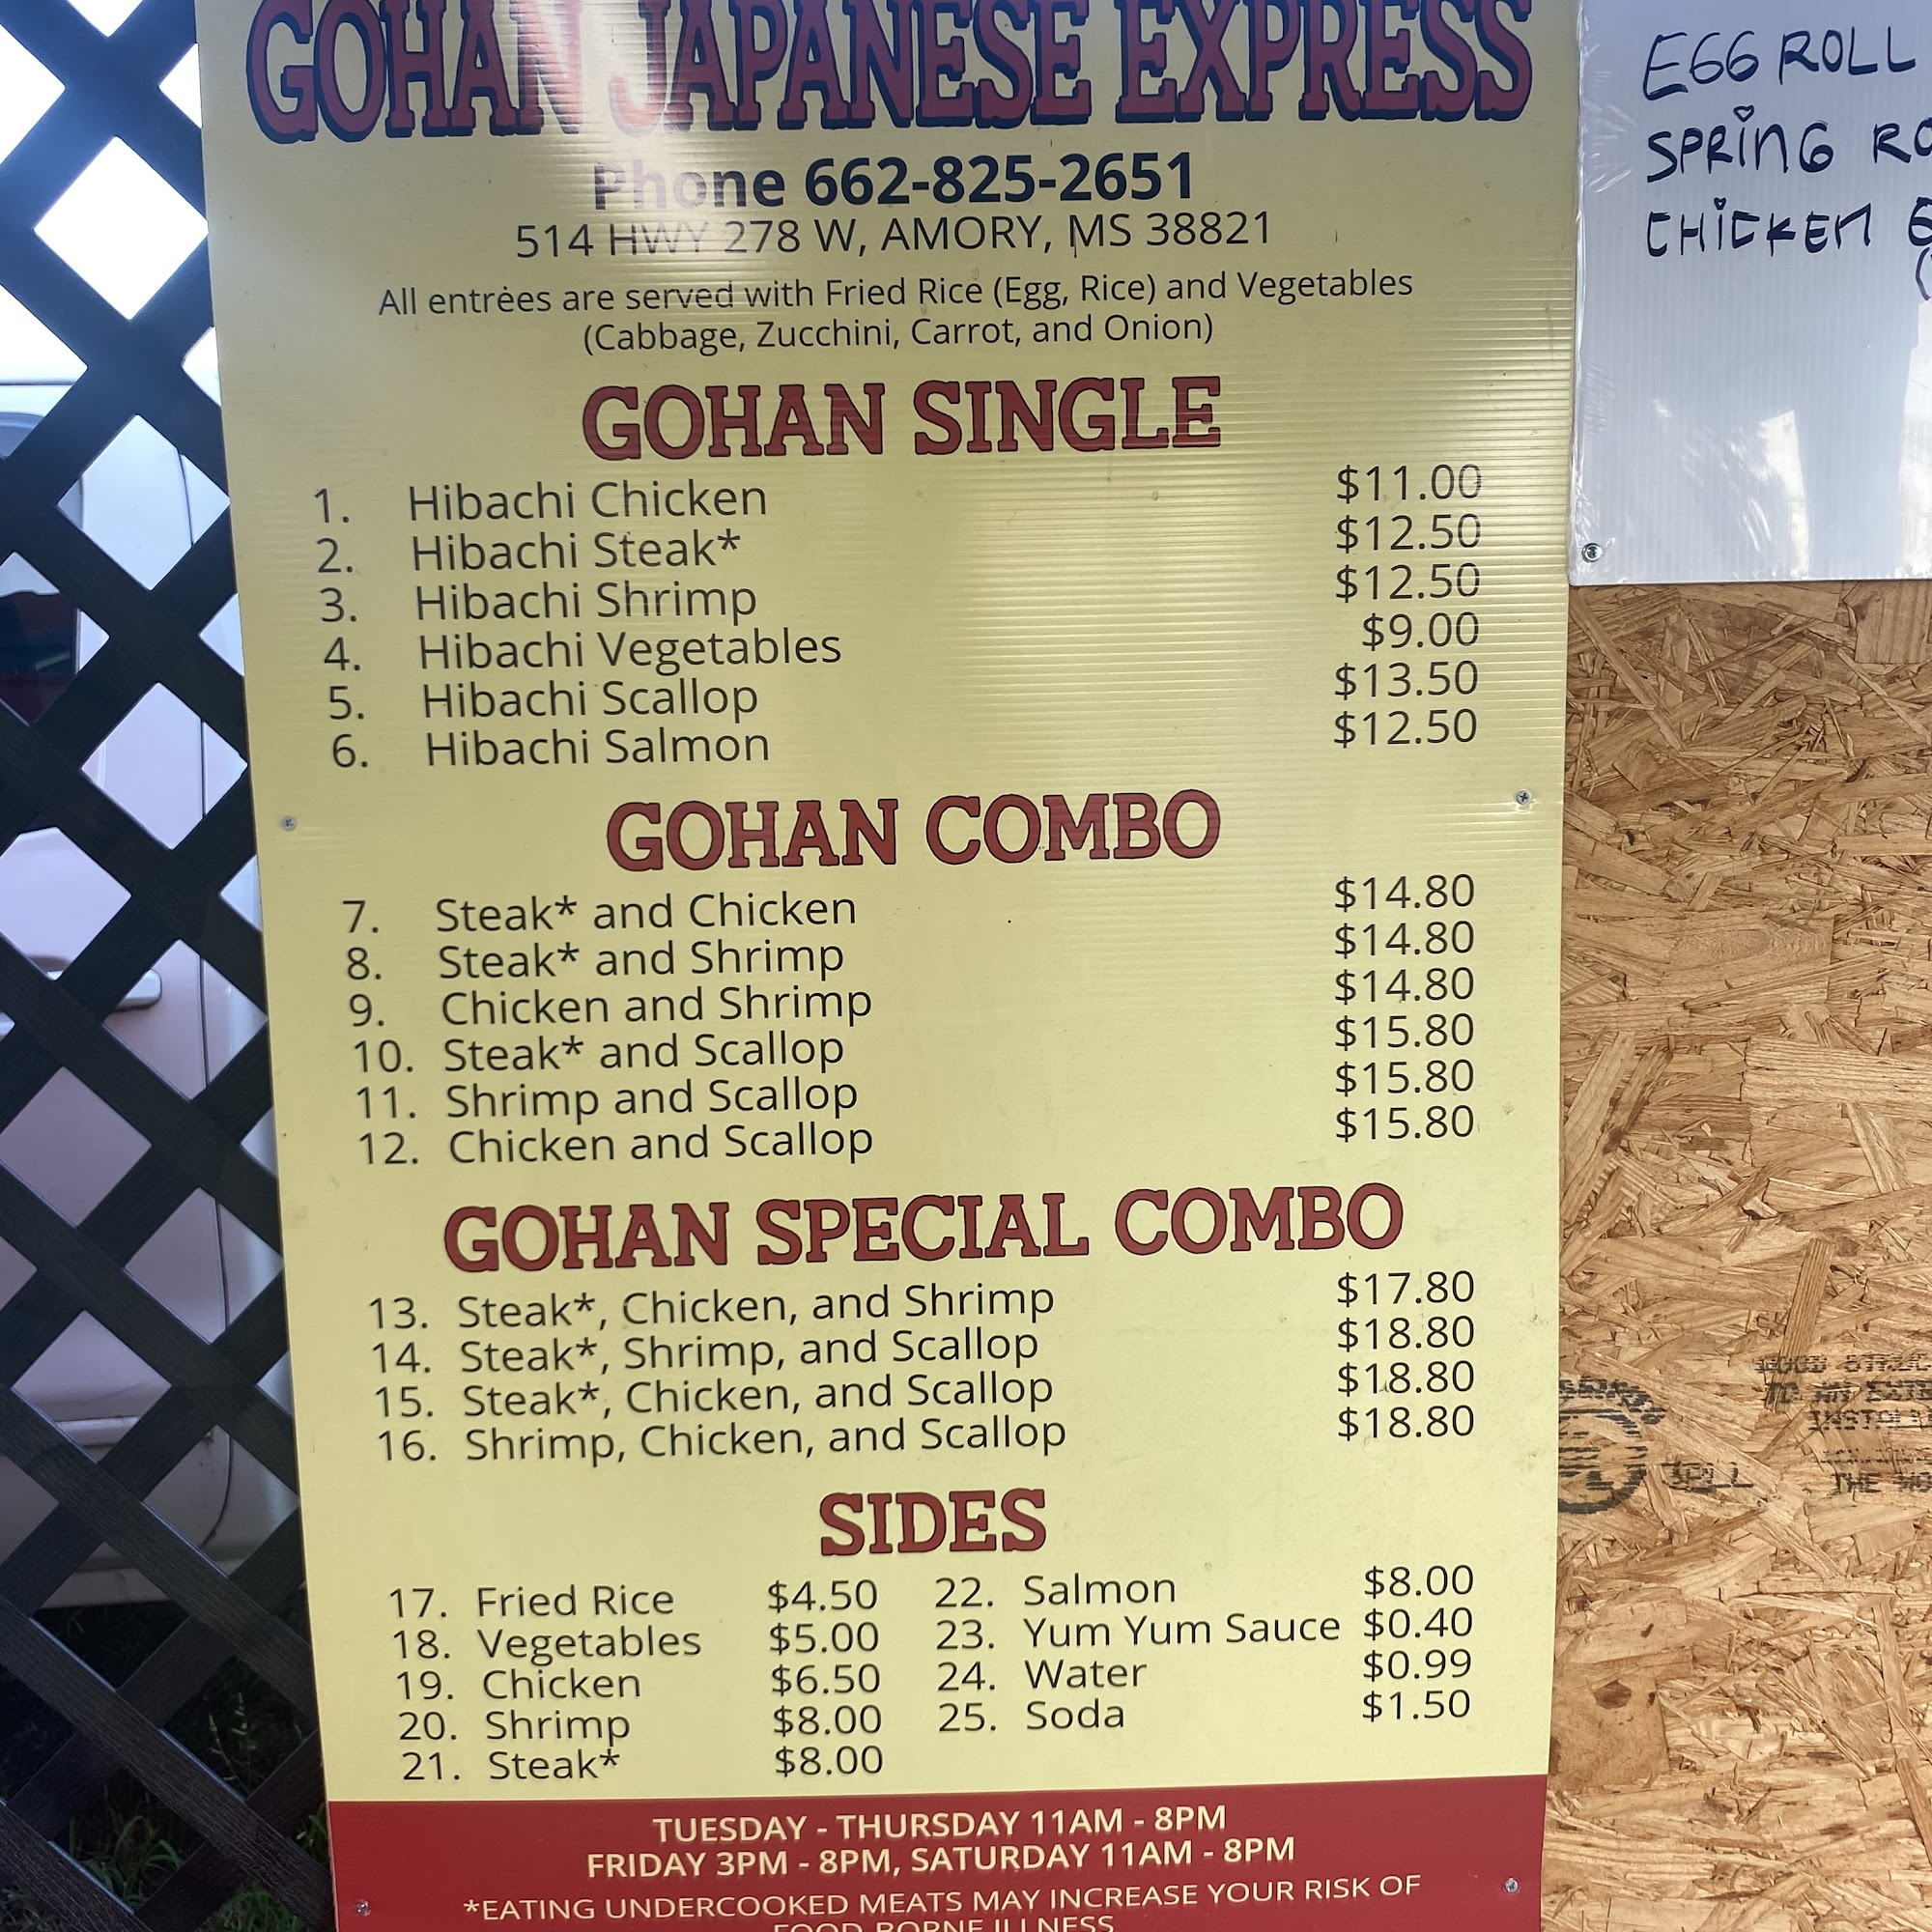 GOHAN JAPANESE EXPRESS
Phone 662-825-2651
514 HWY 278 W, AMORY, MS 38821
All entrées are served with Fried Rice (Egg, Rice) and Vegetables
(Cabbage, Zucchini, Carrot, and Onion)
GOHAN SINGLE
1. Hibachi Chicken $11.00
2. Hibachi Steak* $12.50
3. Hibachi Shrimp $12.50
4. Hibachi Vegetables $9.00
5. Hibachi Scallop $13.50
6. Hibachi Salmon $12.50
GOHAN COMBO
7. Steak* and Chicken $14.80
8. Steak* and Shrimp $14.80
9. Chicken and Shrimp $14.80
10. Steak* and Scallop $15.80
11. Shrimp and Scallop $15.80
12. Chicken and Scallop $15.80
GOHAN SPECIAL COMBO
13. Steak*, Chicken, and Shrimp $17.80
14. Steak*, Shrimp, and Scallop $18.80
15. Steak*, Chicken, and Scallop $18.80
16. Shrimp, Chicken, and Scallop $18.80
SIDES
17. Fried Rice $4.50 22. Salmon $8.00
18. Vegetables $5.00 23. Yum Yum Sauce $0.40
19. Chicken $6.50 24. Water $0.99
20. Shrimp $8.00 25. Soda $1.50
21. Steak* $8.00
TUESDAY - THURSDAY 11AM - 8PM
FRIDAY 3PM - 8PM, SATURDAY 11AM - 8PM
*EATING UNDERCOOKED MEATS MAY INCREASE YOUR RISK OF
FOOD BORNE ILLNESS
EGG ROLL
SPRING
CHICKEN